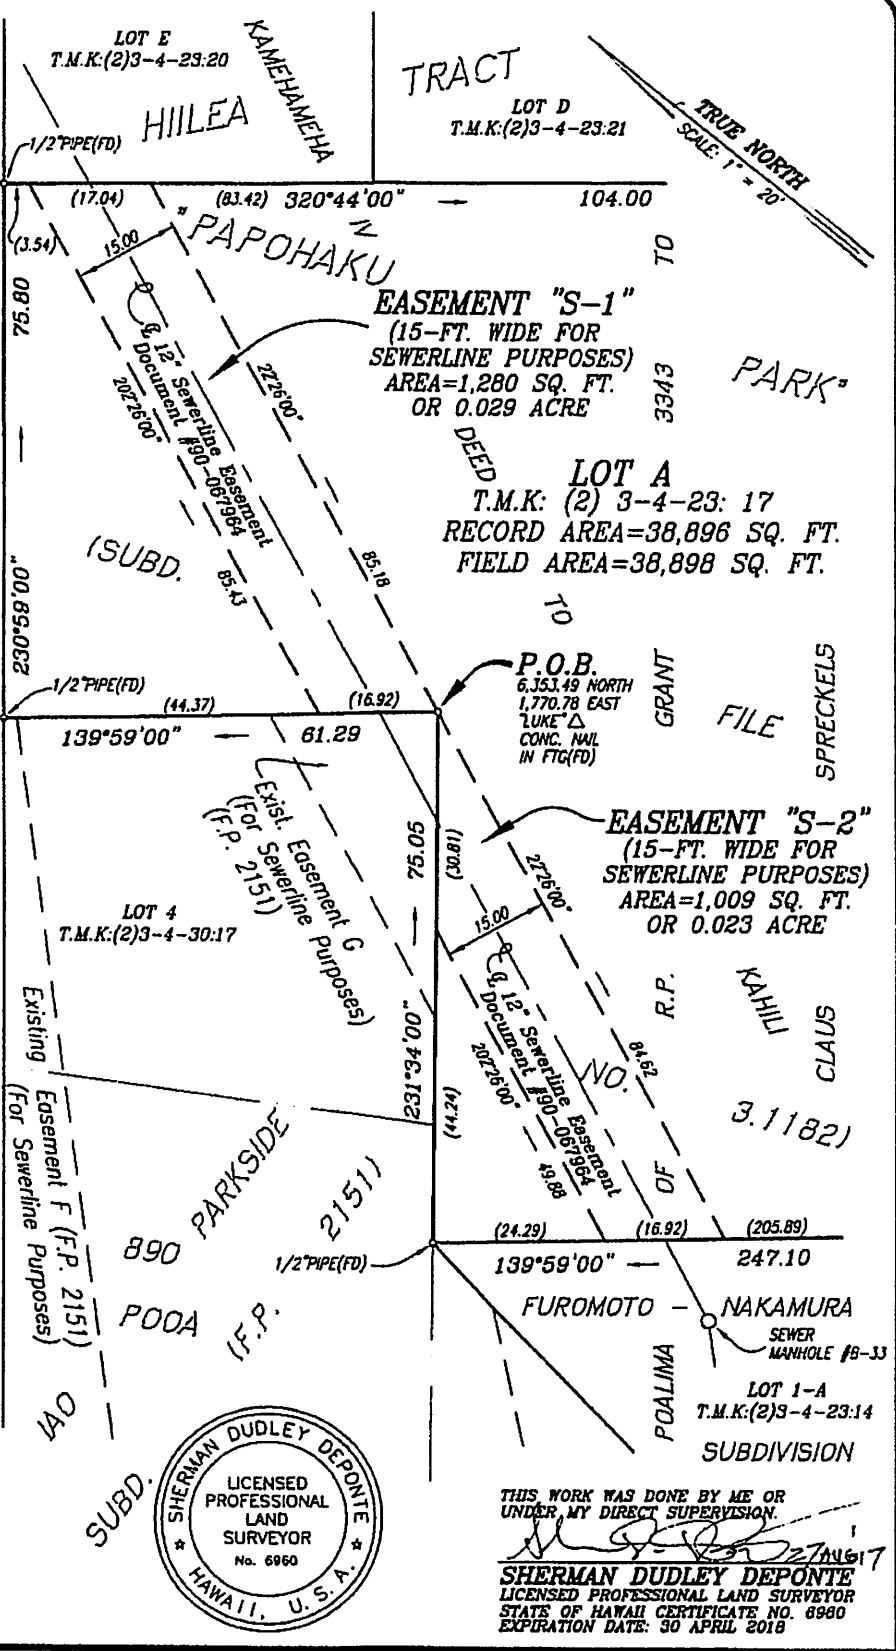 LOT E
T.M.K:(2)3-4-23:20
HIILEA
KAMEHAMEHA
IV
TRACT
LOT D
T.M.K:(2)3-4-23:21
TRUE NORTH
SCALE: 1" = 20'
1/2"PIPE(FD)
(17.04)
(83.42)
320°44'00"
104.00
(3.54)
15.00
"PAPOHAKU
PARK"
75.80
230°58'00"
EASEMENT "S-1"
(15-FT. WIDE FOR
SEWERLINE PURPOSES)
AREA=1,280 SQ. FT.
OR 0.029 ACRE
℄ 12" Sewerline Easement
Document #90-067964
202°26'00"
22°26'00"
85.43
85.18
TO
3343
DEED
LOT A
T.M.K: (2) 3-4-23: 17
RECORD AREA=38,896 SQ. FT.
FIELD AREA=38,898 SQ. FT.
(SUBD.
TO
1/2"PIPE(FD)
(44.37)
(16.92)
139°59'00"
61.29
P.O.B.
6,353.49 NORTH
1,770.78 EAST
"LUKE"△
CONC. NAIL
IN FTG(FD)
GRANT
FILE
SPRECKELS
Exist. Easement G
(For Sewerline Purposes)
(F.P. 2151)
75.05
(30.81)
EASEMENT "S-2"
(15-FT. WIDE FOR
SEWERLINE PURPOSES)
AREA=1,009 SQ. FT.
OR 0.023 ACRE
22°26'00"
15.00
LOT 4
T.M.K:(2)3-4-30:17
℄ 12" Sewerline Easement
Document #90-067964
202°26'00"
49.88
84.62
R.P.
KAHILI
CLAUS
NO.
3.1182)
OF
231°34'00"
(44.24)
Existing Easement F (F.P. 2151)
(For Sewerline Purposes)
890
PARKSIDE
2151)
POOA
(F.P.
IAO
SUBD.
1/2"PIPE(FD)
(24.29)
(16.92)
(205.89)
139°59'00"
247.10
FUROMOTO - NAKAMURA
SEWER
MANHOLE #B-33
POALIMA
LOT 1-A
T.M.K:(2)3-4-23:14
SUBDIVISION
SHERMAN DUDLEY DEPONTE
LICENSED
PROFESSIONAL
LAND
SURVEYOR
No. 6960
HAWAII, U.S.A.
THIS WORK WAS DONE BY ME OR
UNDER MY DIRECT SUPERVISION.
27AUG17
SHERMAN DUDLEY DEPONTE
LICENSED PROFESSIONAL LAND SURVEYOR
STATE OF HAWAII CERTIFICATE NO. 6960
EXPIRATION DATE: 30 APRIL 2018